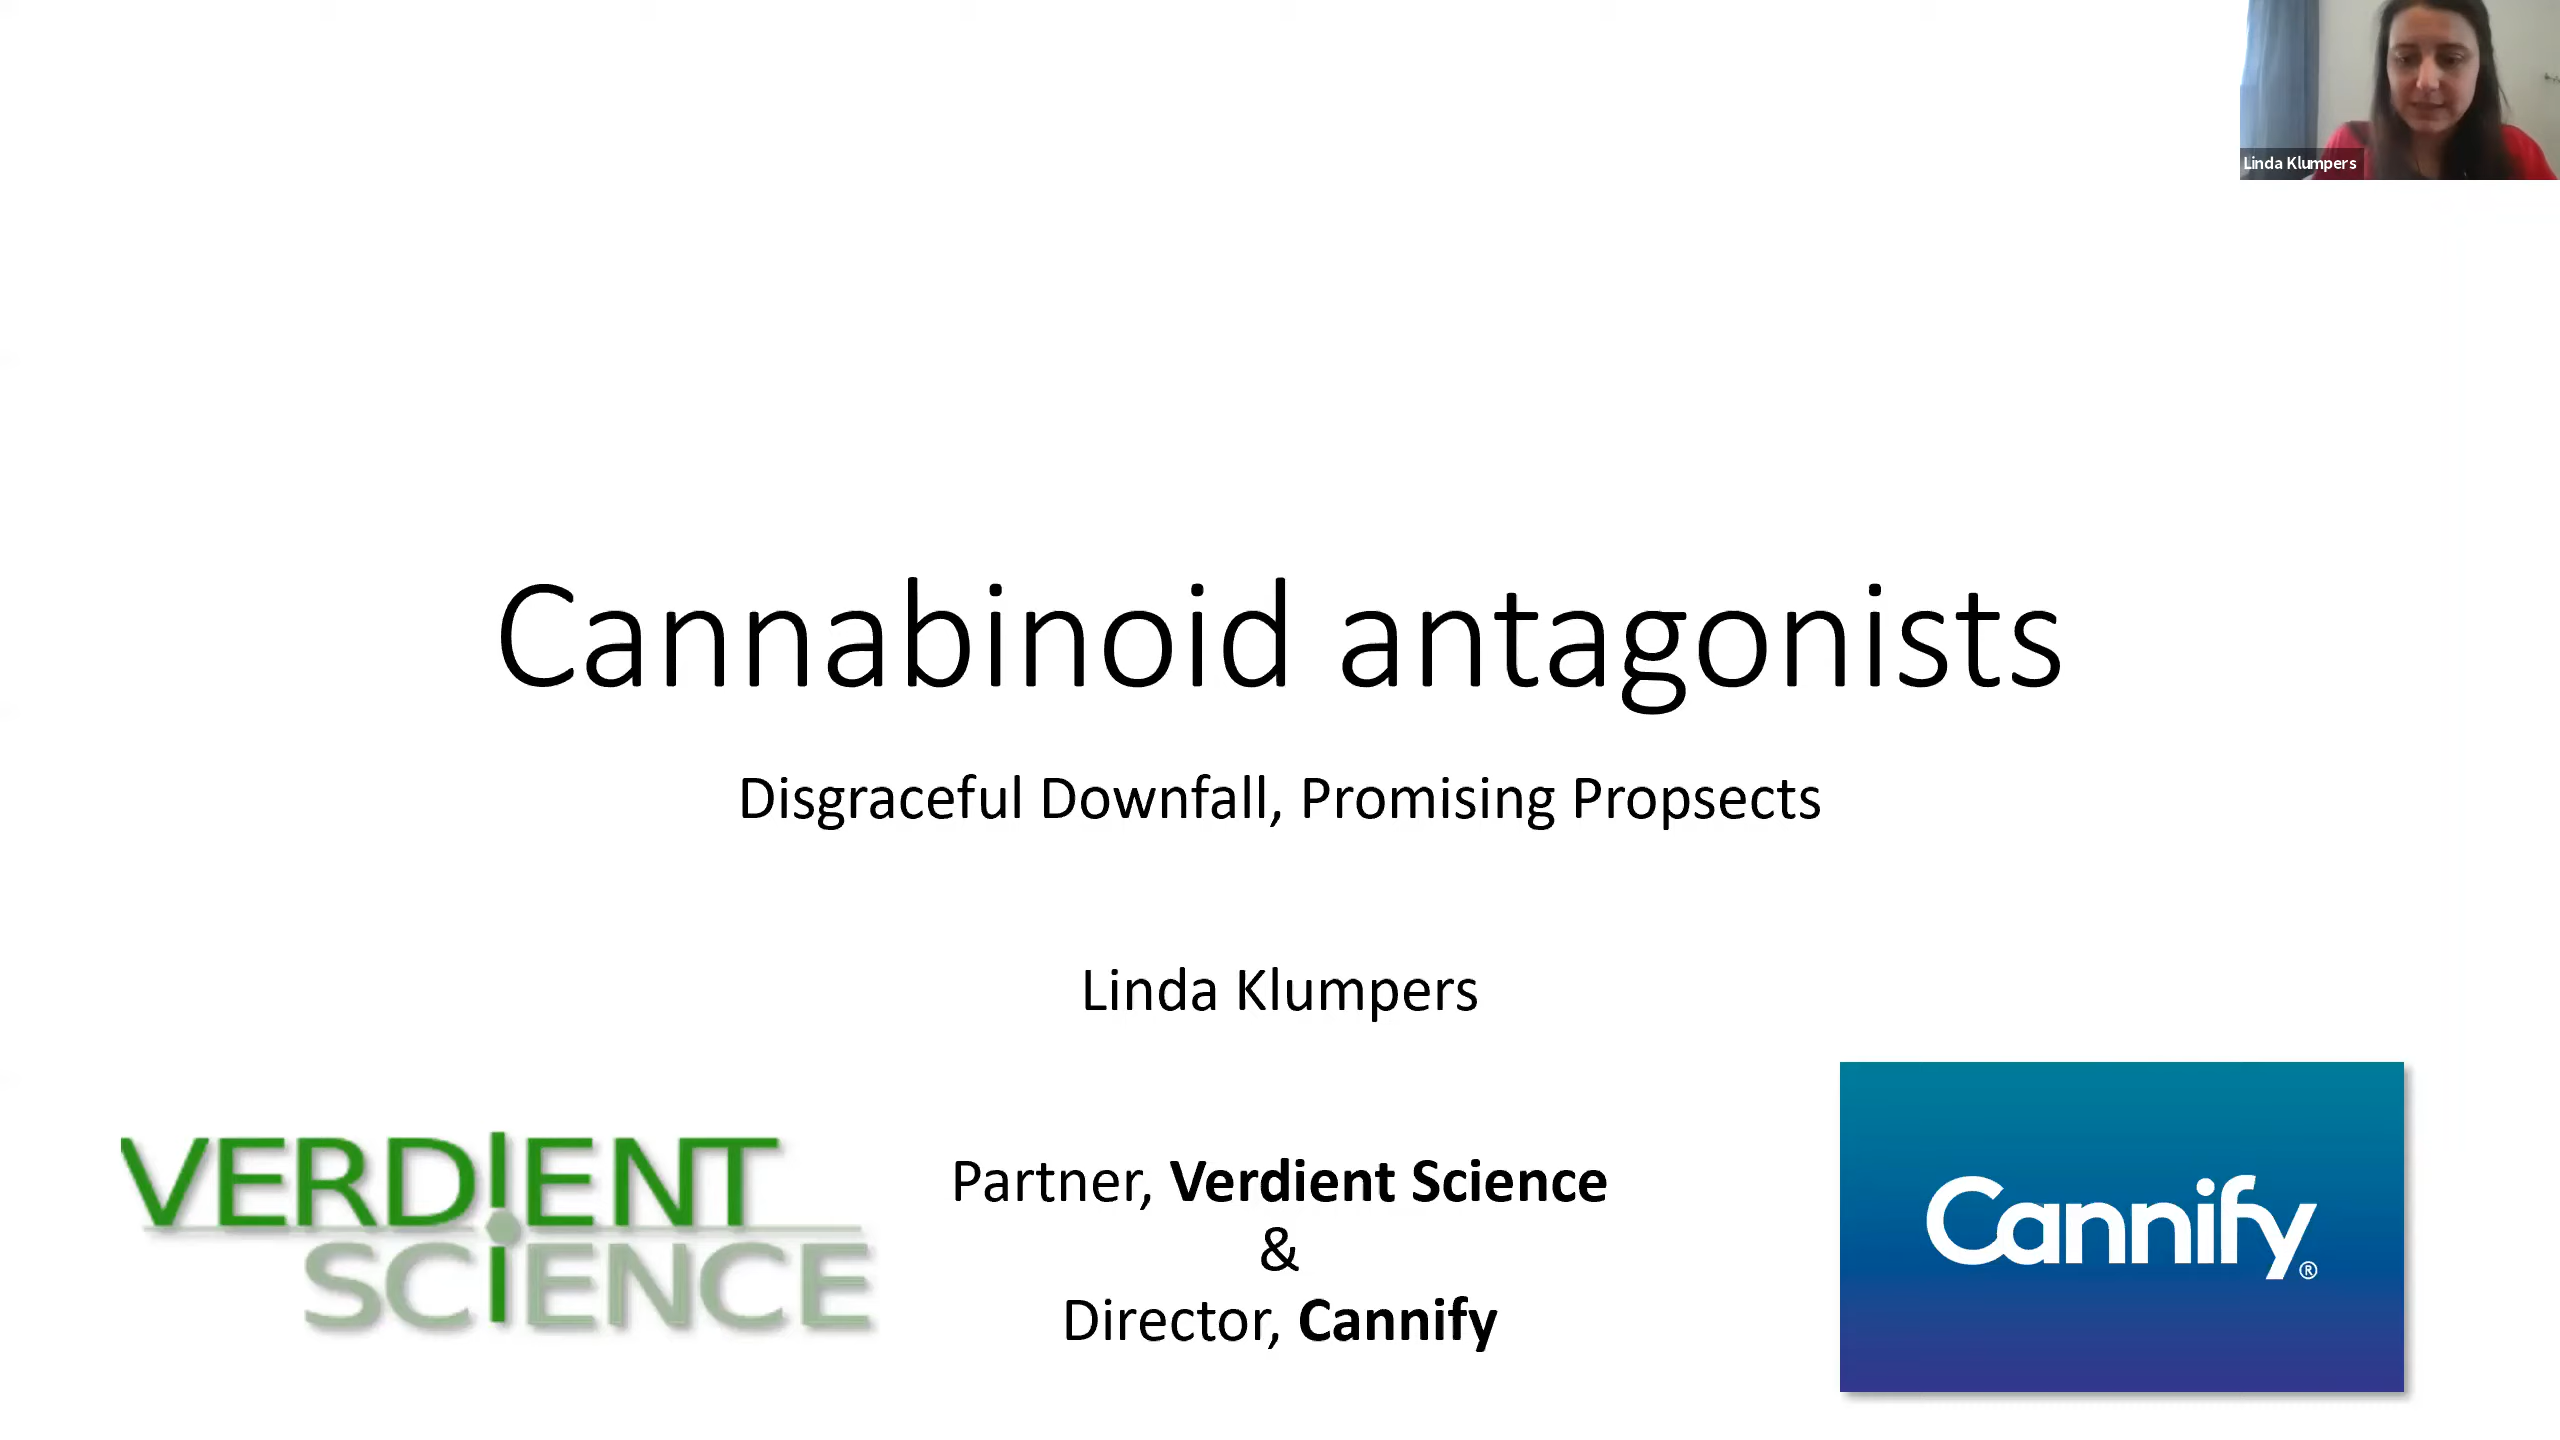 Linda Klumpers
Cannabinoid antagonists
Disgraceful Downfall, Promising Propsects
Linda Klumpers
VERDIENT
SCIENCE
Partner, Verdient Science
&
Director, Cannify
Cannify®